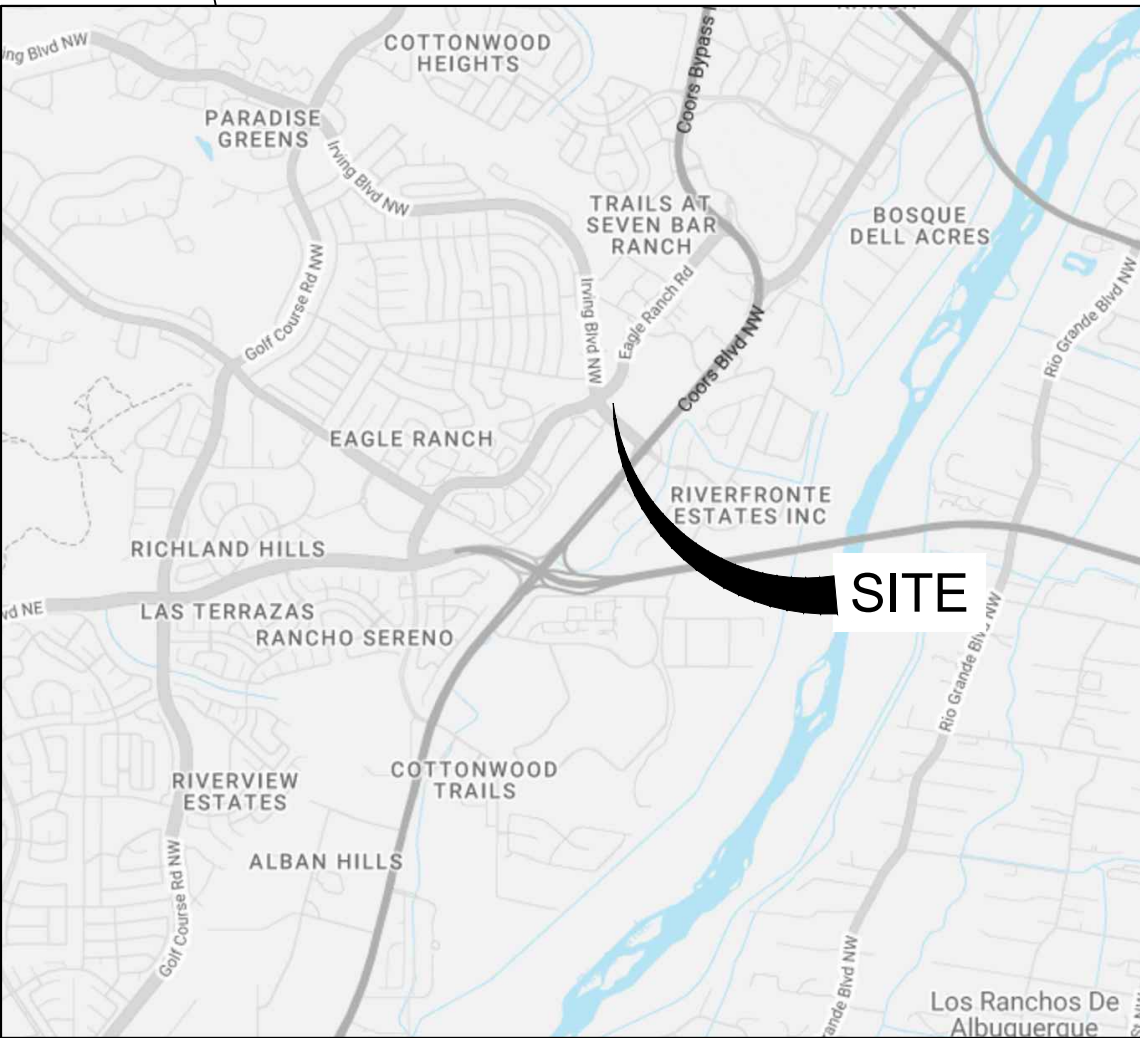 ing Blvd NW
COTTONWOOD
HEIGHTS
Coors Bypass
PARADISE
GREENS
Irving Blvd NW
TRAILS AT
SEVEN BAR
RANCH
BOSQUE
DELL ACRES
Golf Course Rd NW
Irving Blvd NW
Eagle Ranch Rd
Coors Blvd NW
Rio Grande Blvd NW
EAGLE RANCH
RIVERFRONTE
ESTATES INC
RICHLAND HILLS
SITE
vd NE
LAS TERRAZAS
RANCHO SERENO
Rio Grande Blvd NW
RIVERVIEW
ESTATES
COTTONWOOD
TRAILS
ALBAN HILLS
Golf Course Rd NW
ande Blvd NW
Los Ranchos De
Albuquerque